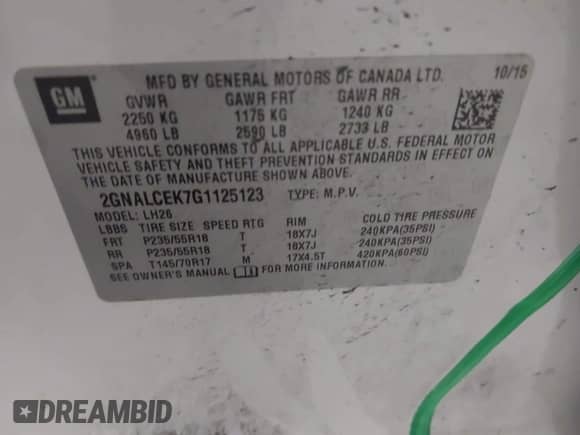 GM
MFD BY GENERAL MOTORS OF CANADA LTD. 10/15
GVWR GAWR FRT GAWR RR
2250 KG 1175 KG 1240 KG
4960 LB 2590 LB 2733 LB
THIS VEHICLE CONFORMS TO ALL APPLICABLE U.S. FEDERAL MOTOR
VEHICLE SAFETY AND THEFT PREVENTION STANDARDS IN EFFECT ON
THE DATE OF MANUFACTURE SHOWN ABOVE.
2GNALCEK7G1125123 TYPE: M.P.V.
MODEL: LH26
LBBS TIRE SIZE SPEED RTG RIM COLD TIRE PRESSURE
FRT P235/55R18 T 18X7J 240KPA(35PSI)
RR P235/55R18 T 18X7J 240KPA(35PSI)
SPA T145/70R17 M 17X4.5T 420KPA(60PSI)
SEE OWNER'S MANUAL FOR MORE INFORMATION.
DREAMBID